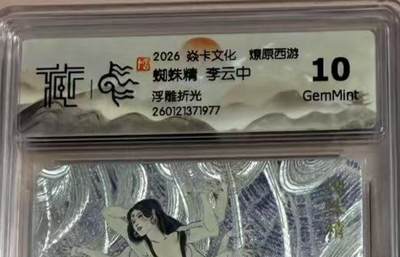 2026 焱卡文化 燎原西游
蜘蛛精 李云中
浮雕折光
260121371977
10
GemMint